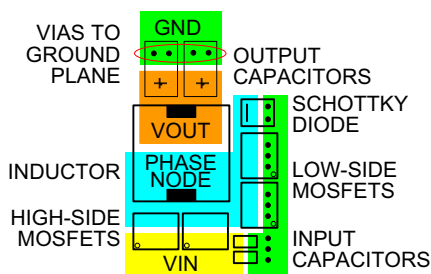 GND
VIAS TO
GROUND
PLANE
OUTPUT
CAPACITORS
VOUT
SCHOTTKY
DIODE
INDUCTOR
PHASE
NODE
LOW-SIDE
MOSFETS
HIGH-SIDE
MOSFETS
VIN
INPUT
CAPACITORS